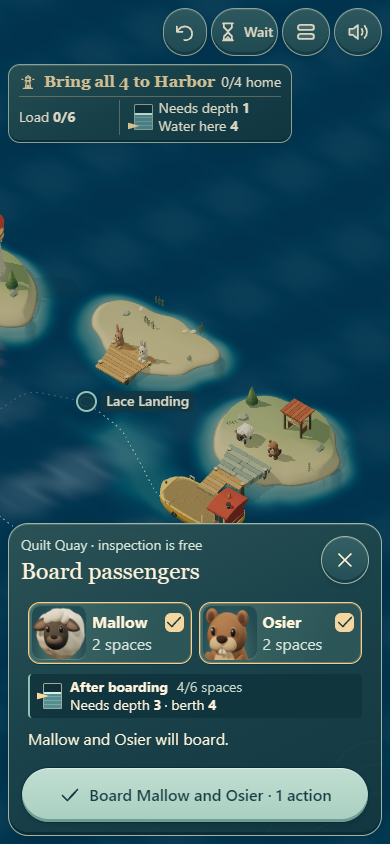 Wait
Bring all 4 to Harbor 0/4 home
Load 0/6
Needs depth 1
Water here 4
Lace Landing
Quilt Quay · inspection is free
Board passengers
Mallow
2 spaces
Osier
2 spaces
After boarding 4/6 spaces
Needs depth 3 · berth 4
Mallow and Osier will board.
Board Mallow and Osier · 1 action